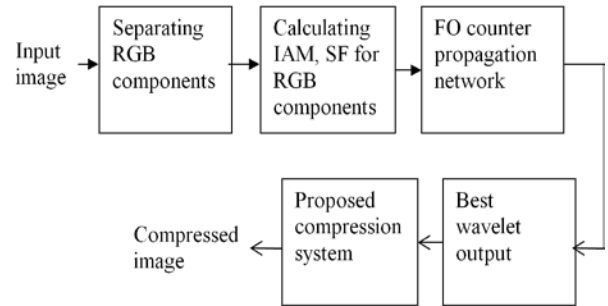 Input
image
Separating
RGB
components
Calculating
IAM, SF for
RGB
components
FO counter
propagation
network
Best
wavelet
output
Proposed
compression
system
Compressed
image